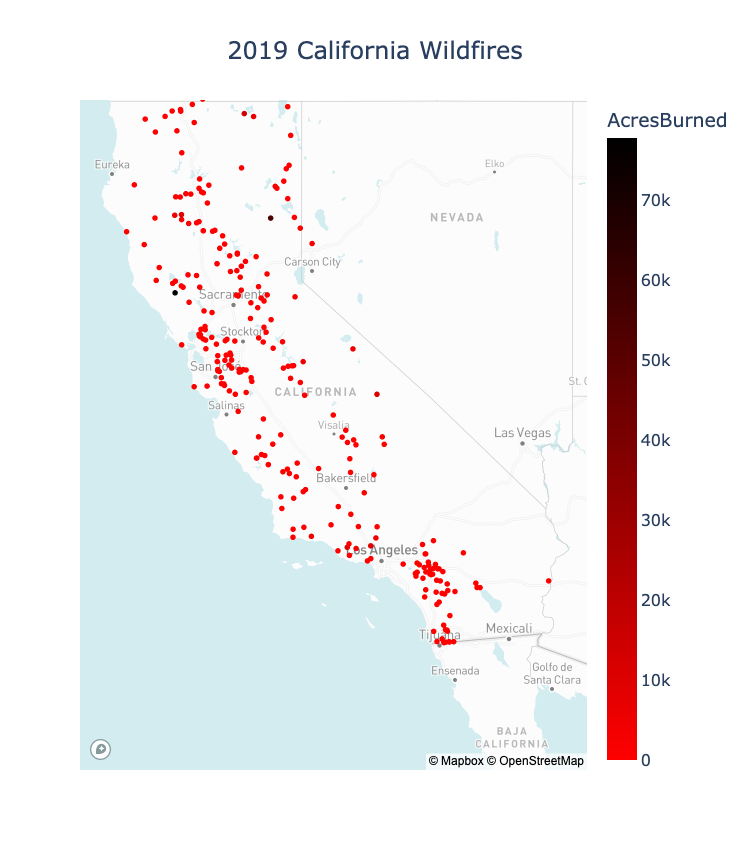 2019 California Wildfires
AcresBurned
Eureka
Elko
NEVADA
Carson City
Sacramento
Stockton
San José
St.
CALIFORNIA
Salinas
Visalia
Las Vegas
Bakersfield
Los Angeles
Tijuana
Mexicali
Ensenada
Golfo de
Santa Clara
BAJA
CALIFORNIA
© Mapbox © OpenStreetMap
70k
60k
50k
40k
30k
20k
10k
0